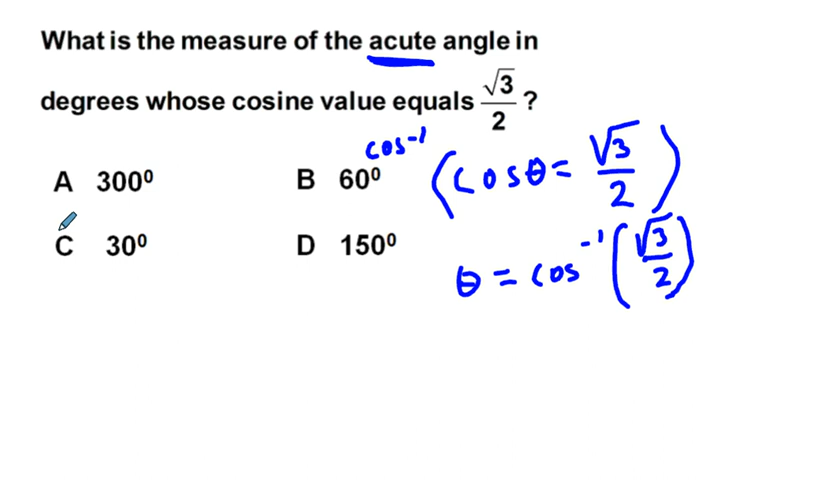 What is the measure of the acute angle in
degrees whose cosine value equals √3/2 ?
cos⁻¹
A 300⁰ B 60⁰ (cosθ = √3/2)
C 30⁰ D 150⁰
θ = cos⁻¹(√3/2)